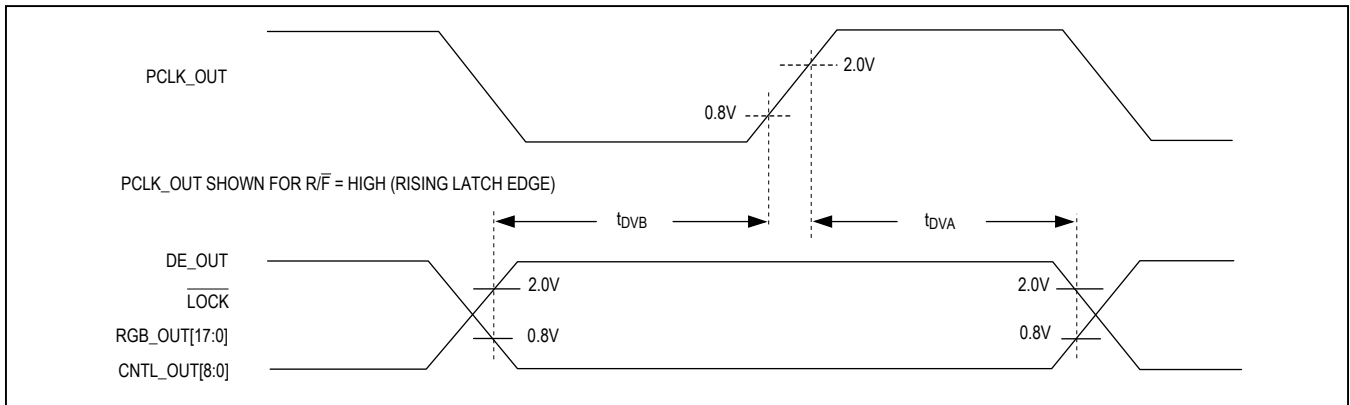 PCLK_OUT
2.0V
0.8V
PCLK_OUT SHOWN FOR R/F̅ = HIGH (RISING LATCH EDGE)
tDVB
tDVA
DE_OUT
2.0V
2.0V
L̅O̅C̅K̅
RGB_OUT[17:0]
0.8V
0.8V
CNTL_OUT[8:0]